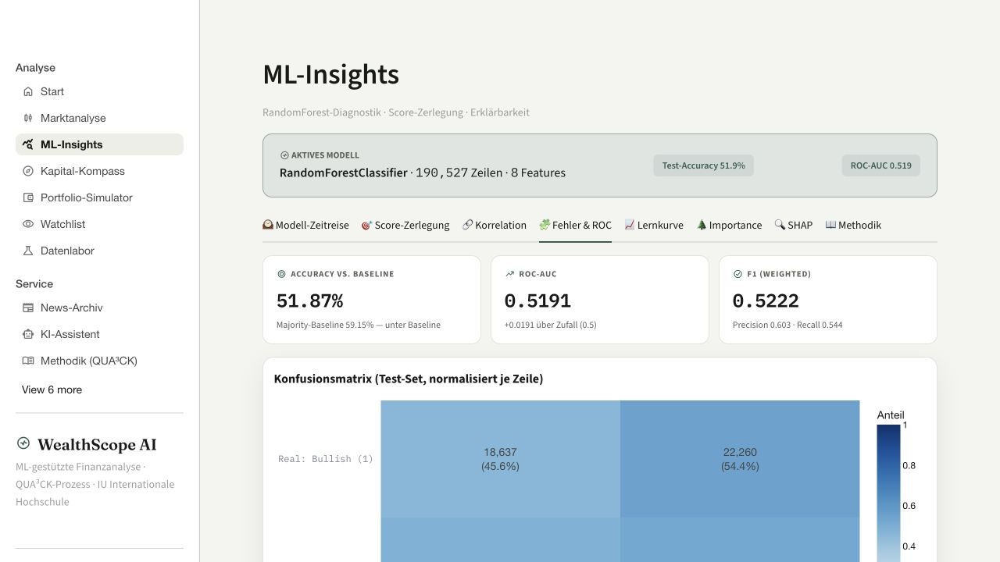 Analyse
Start
Marktanalyse
ML-Insights
Kapital-Kompass
Portfolio-Simulator
Watchlist
Datenlabor
Service
News-Archiv
KI-Assistent
Methodik (QUA³CK)
View 6 more
WealthScope AI
ML-gestützte Finanzanalyse ·
QUA³CK-Prozess · IU Internationale
Hochschule
ML-Insights
RandomForest-Diagnostik · Score-Zerlegung · Erklärbarkeit
AKTIVES MODELL
RandomForestClassifier · 190,527 Zeilen · 8 Features
Test-Accuracy 51.9%
ROC-AUC 0.519
Modell-Zeitreise
Score-Zerlegung
Korrelation
Fehler & ROC
Lernkurve
Importance
SHAP
Methodik
ACCURACY VS. BASELINE
51.87%
Majority-Baseline 59.15% — unter Baseline
ROC-AUC
0.5191
+0.0191 über Zufall (0.5)
F1 (WEIGHTED)
0.5222
Precision 0.603 · Recall 0.544
Konfusionsmatrix (Test-Set, normalisiert je Zeile)
Real: Bullish (1)
18,637
(45.6%)
22,260
(54.4%)
Anteil
1
0.8
0.6
0.4